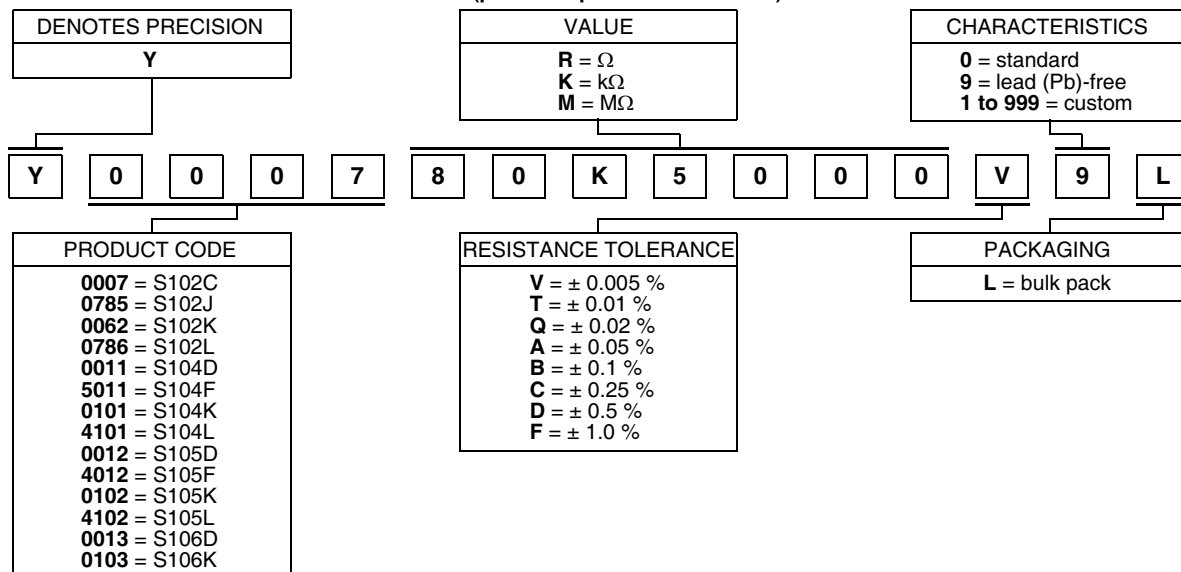 DENOTES PRECISION
Y
VALUE
R = Ω
K = kΩ
M = MΩ
CHARACTERISTICS
0 = standard
9 = lead (Pb)-free
1 to 999 = custom
Y 0 0 0 7 8 0 K 5 0 0 0 V 9 L
PRODUCT CODE
0007 = S102C
0785 = S102J
0062 = S102K
0786 = S102L
0011 = S104D
5011 = S104F
0101 = S104K
4101 = S104L
0012 = S105D
4012 = S105F
0102 = S105K
4102 = S105L
0013 = S106D
0103 = S106K
RESISTANCE TOLERANCE
V = ± 0.005 %
T = ± 0.01 %
Q = ± 0.02 %
A = ± 0.05 %
B = ± 0.1 %
C = ± 0.25 %
D = ± 0.5 %
F = ± 1.0 %
PACKAGING
L = bulk pack